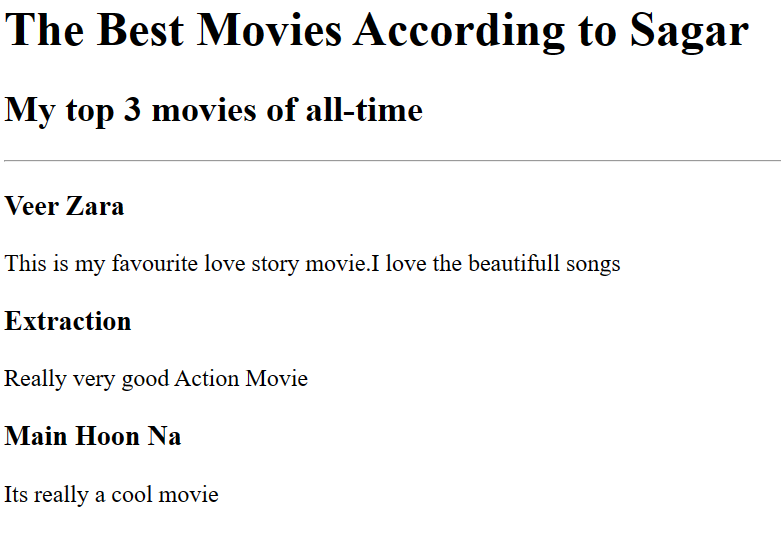 The Best Movies According to Sagar
My top 3 movies of all-time
Veer Zara
This is my favourite love story movie.I love the beautifull songs
Extraction
Really very good Action Movie
Main Hoon Na
Its really a cool movie